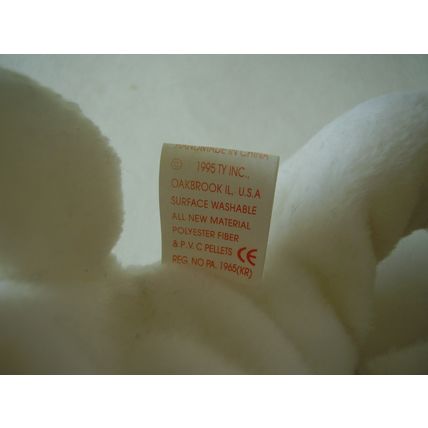 HANDMADE IN CHINA
© 1995 TY INC.,
OAKBROOK IL, U.S.A
SURFACE WASHABLE
ALL NEW MATERIAL
POLYESTER FIBER
& P.V.C PELLETS CE
REG. NO PA. 1965(KR)